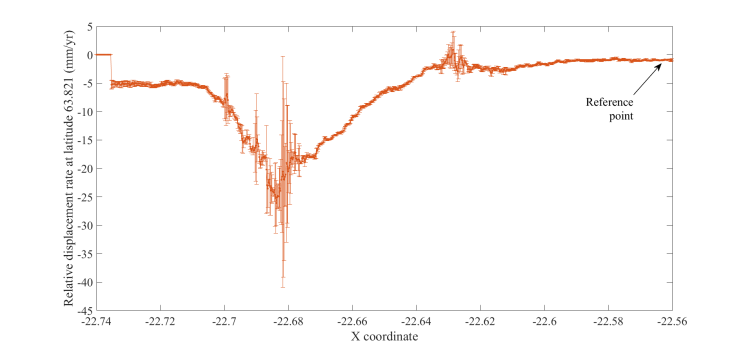 5
0
-5
-10
-15
-20
-25
-30
-35
-40
-45
Relative displacement rate at latitude 63.821 (mm/yr)
Reference
point
-22.74 -22.72 -22.7 -22.68 -22.66 -22.64 -22.62 -22.6 -22.58 -22.56
X coordinate